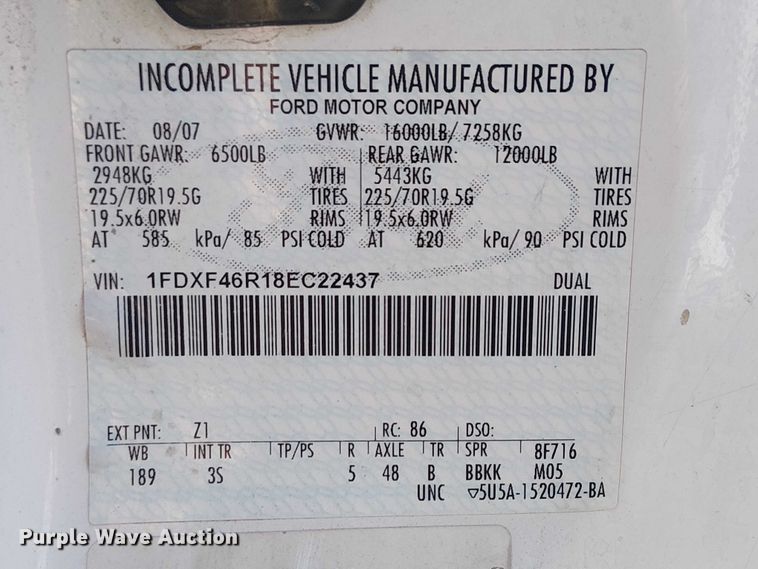 INCOMPLETE VEHICLE MANUFACTURED BY
FORD MOTOR COMPANY
DATE: 08/07 GVWR: 16000LB/ 7258KG
FRONT GAWR: 6500LB REAR GAWR: 12000LB
2948KG WITH 5443KG WITH
225/70R19.5G TIRES 225/70R19.5G TIRES
19.5x6.0RW RIMS 19.5x6.0RW RIMS
AT 585 kPa/ 85 PSI COLD AT 620 kPa/ 90 PSI COLD
VIN: 1FDXF46R18EC22437 DUAL
EXT PNT: Z1 RC: 86 DSO:
WB INT TR TP/PS R AXLE TR SPR 8F716
189 3S 5 48 B BBKK M05
UNC 5U5A-1520472-BA
Purple Wave Auction